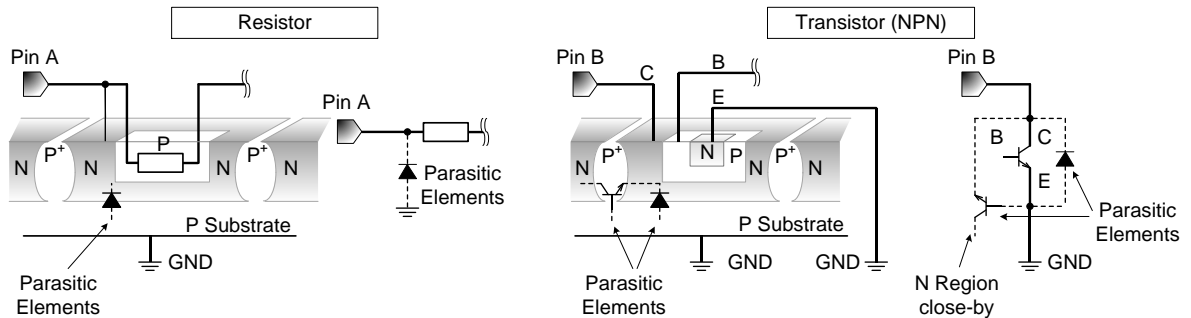 Resistor
Pin A
N
P+
N
P
P+
N
N
Parasitic
Elements
P Substrate
GND
Pin A
Parasitic
Elements
Transistor (NPN)
Pin B
C
B
E
N
P+
N
N
P
P+
N
N
P Substrate
Parasitic
Elements
GND
GND
Pin B
B
C
E
Parasitic
Elements
GND
N Region
close-by